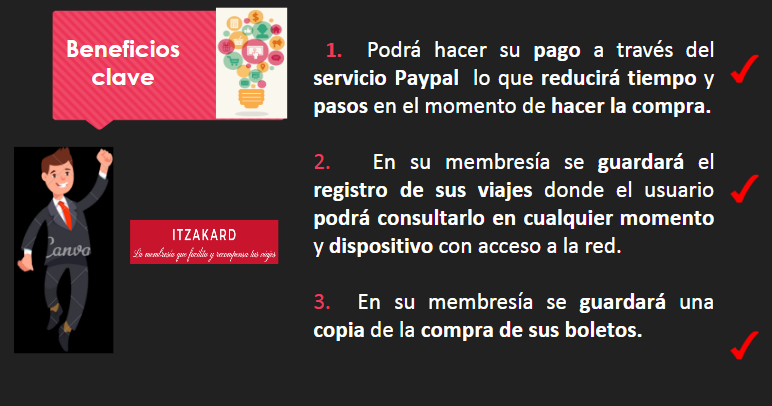 Beneficios
clave
1. Podrá hacer su pago a través del
servicio Paypal lo que reducirá tiempo y
pasos en el momento de hacer la compra.
2. En su membresía se guardará el
registro de sus viajes donde el usuario
podrá consultarlo en cualquier momento
y dispositivo con acceso a la red.
3. En su membresía se guardará una
copia de la compra de sus boletos.
Canva
ITZAKARD
La membresía que facilita y recompensa tus viajes